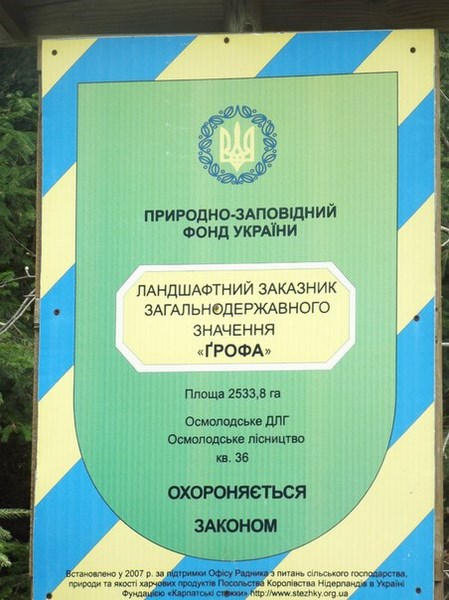 ПРИРОДНО-ЗАПОВІДНИЙ
ФОНД УКРАЇНИ
ЛАНДШАФТНИЙ ЗАКАЗНИК
ЗАГАЛЬНОДЕРЖАВНОГО
ЗНАЧЕННЯ
«ҐРОФА»
Площа 2533,8 га
Осмолодське ДЛГ
Осмолодське лісництво
кв. 36
ОХОРОНЯЄТЬСЯ
ЗАКОНОМ
Встановлено у 2007 р. за підтримки Офісу Радника з питань сільського господарства,
природи та якості харчових продуктів Посольства Королівства Нідерландів в Україні
Фундацією «Карпатські стежки» http://www.stezhky.org.ua